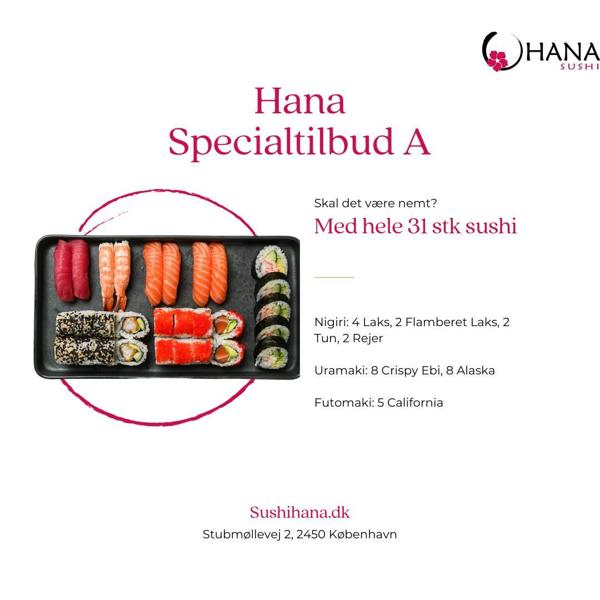 HANA
SUSHI
Hana
Specialtilbud A
Skal det være nemt?
Med hele 31 stk sushi
Nigiri: 4 Laks, 2 Flamberet Laks, 2
Tun, 2 Rejer
Uramaki: 8 Crispy Ebi, 8 Alaska
Futomaki: 5 California
Sushihana.dk
Stubmøllevej 2, 2450 København